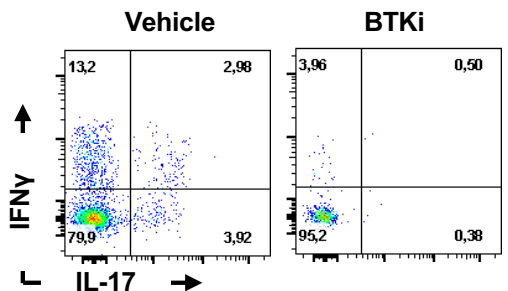 Vehicle BTKi
13,2 2,98 3,96 0,50
IFNγ
79,9 3,92 95,2 0,38
IL-17